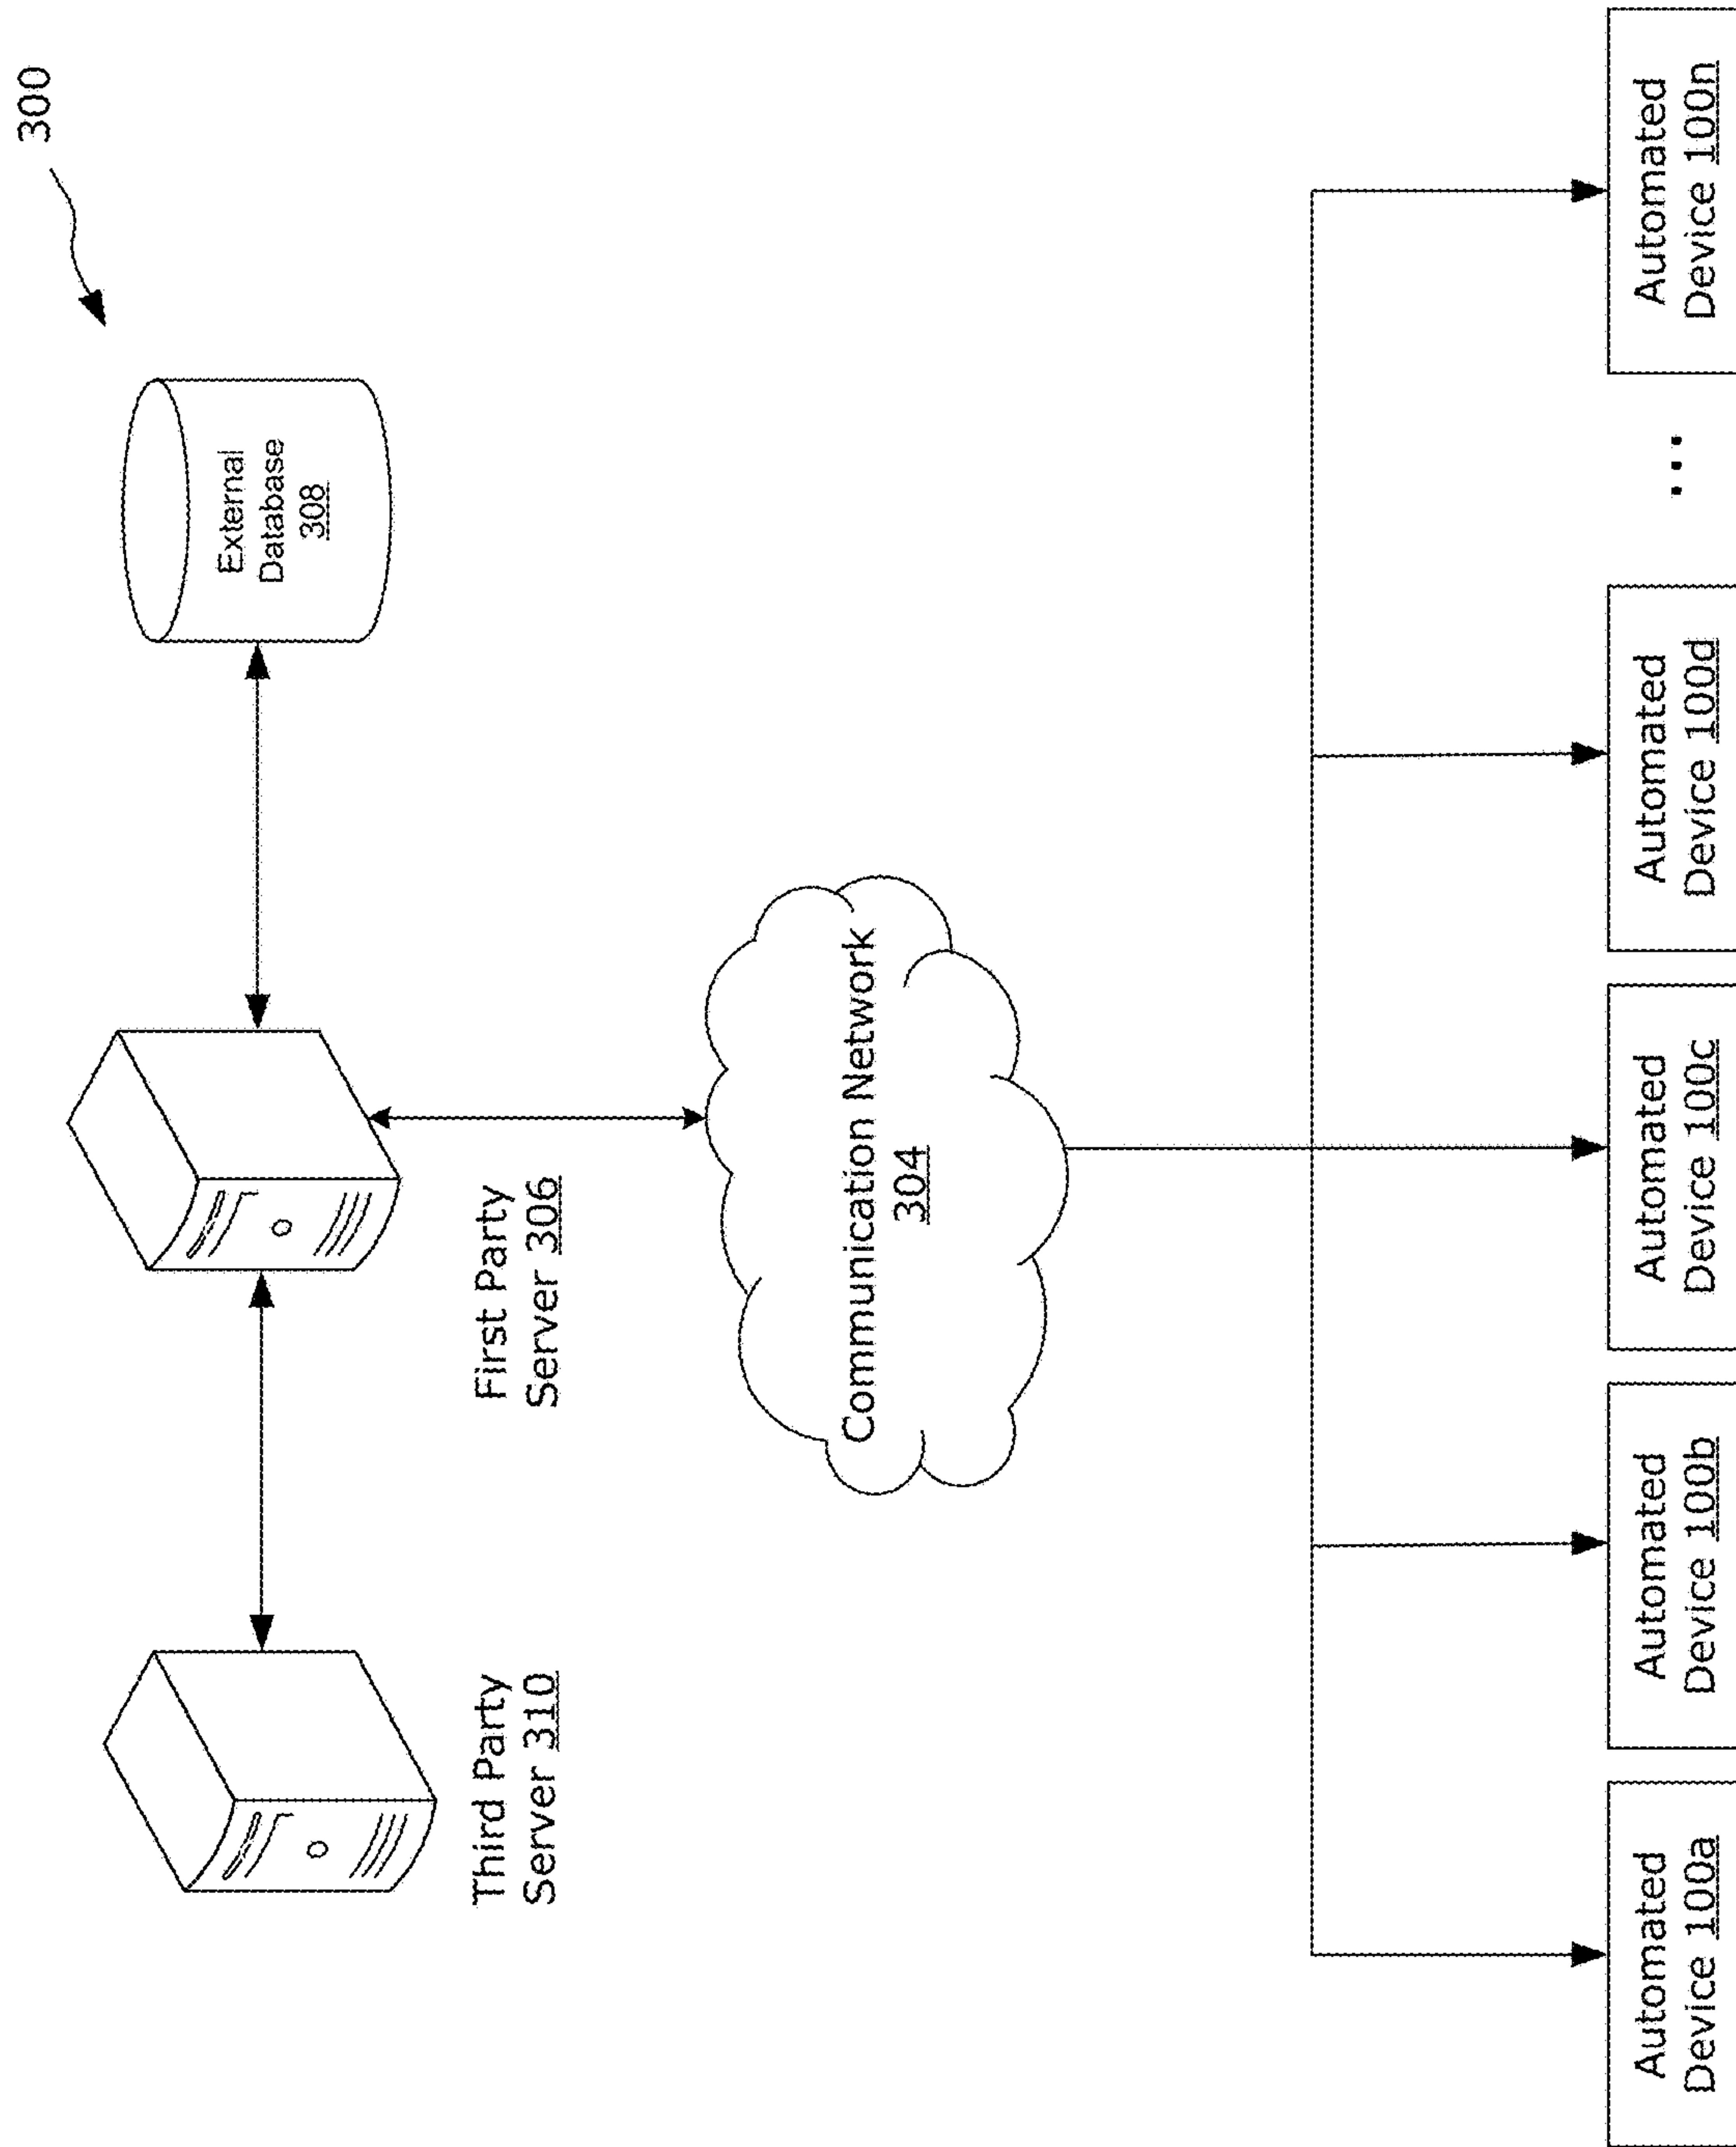 300
External
Database
308
First Party
Server 306
Third Party
Server 310
Communication Network
304
Automated
Device 100a
Automated
Device 100b
Automated
Device 100c
Automated
Device 100d
...
Automated
Device 100n